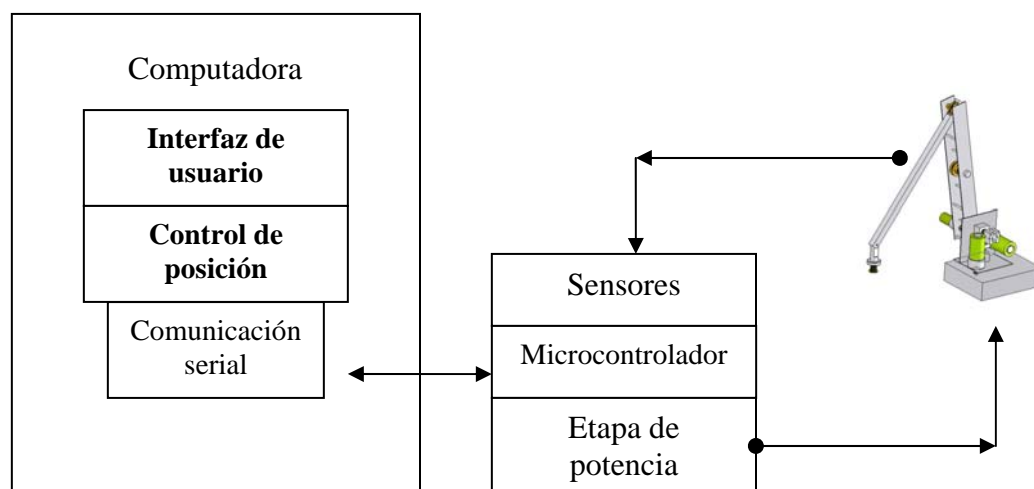 Computadora
Interfaz de
usuario
Control de
posición
Comunicación
serial
Sensores
Microcontrolador
Etapa de
potencia